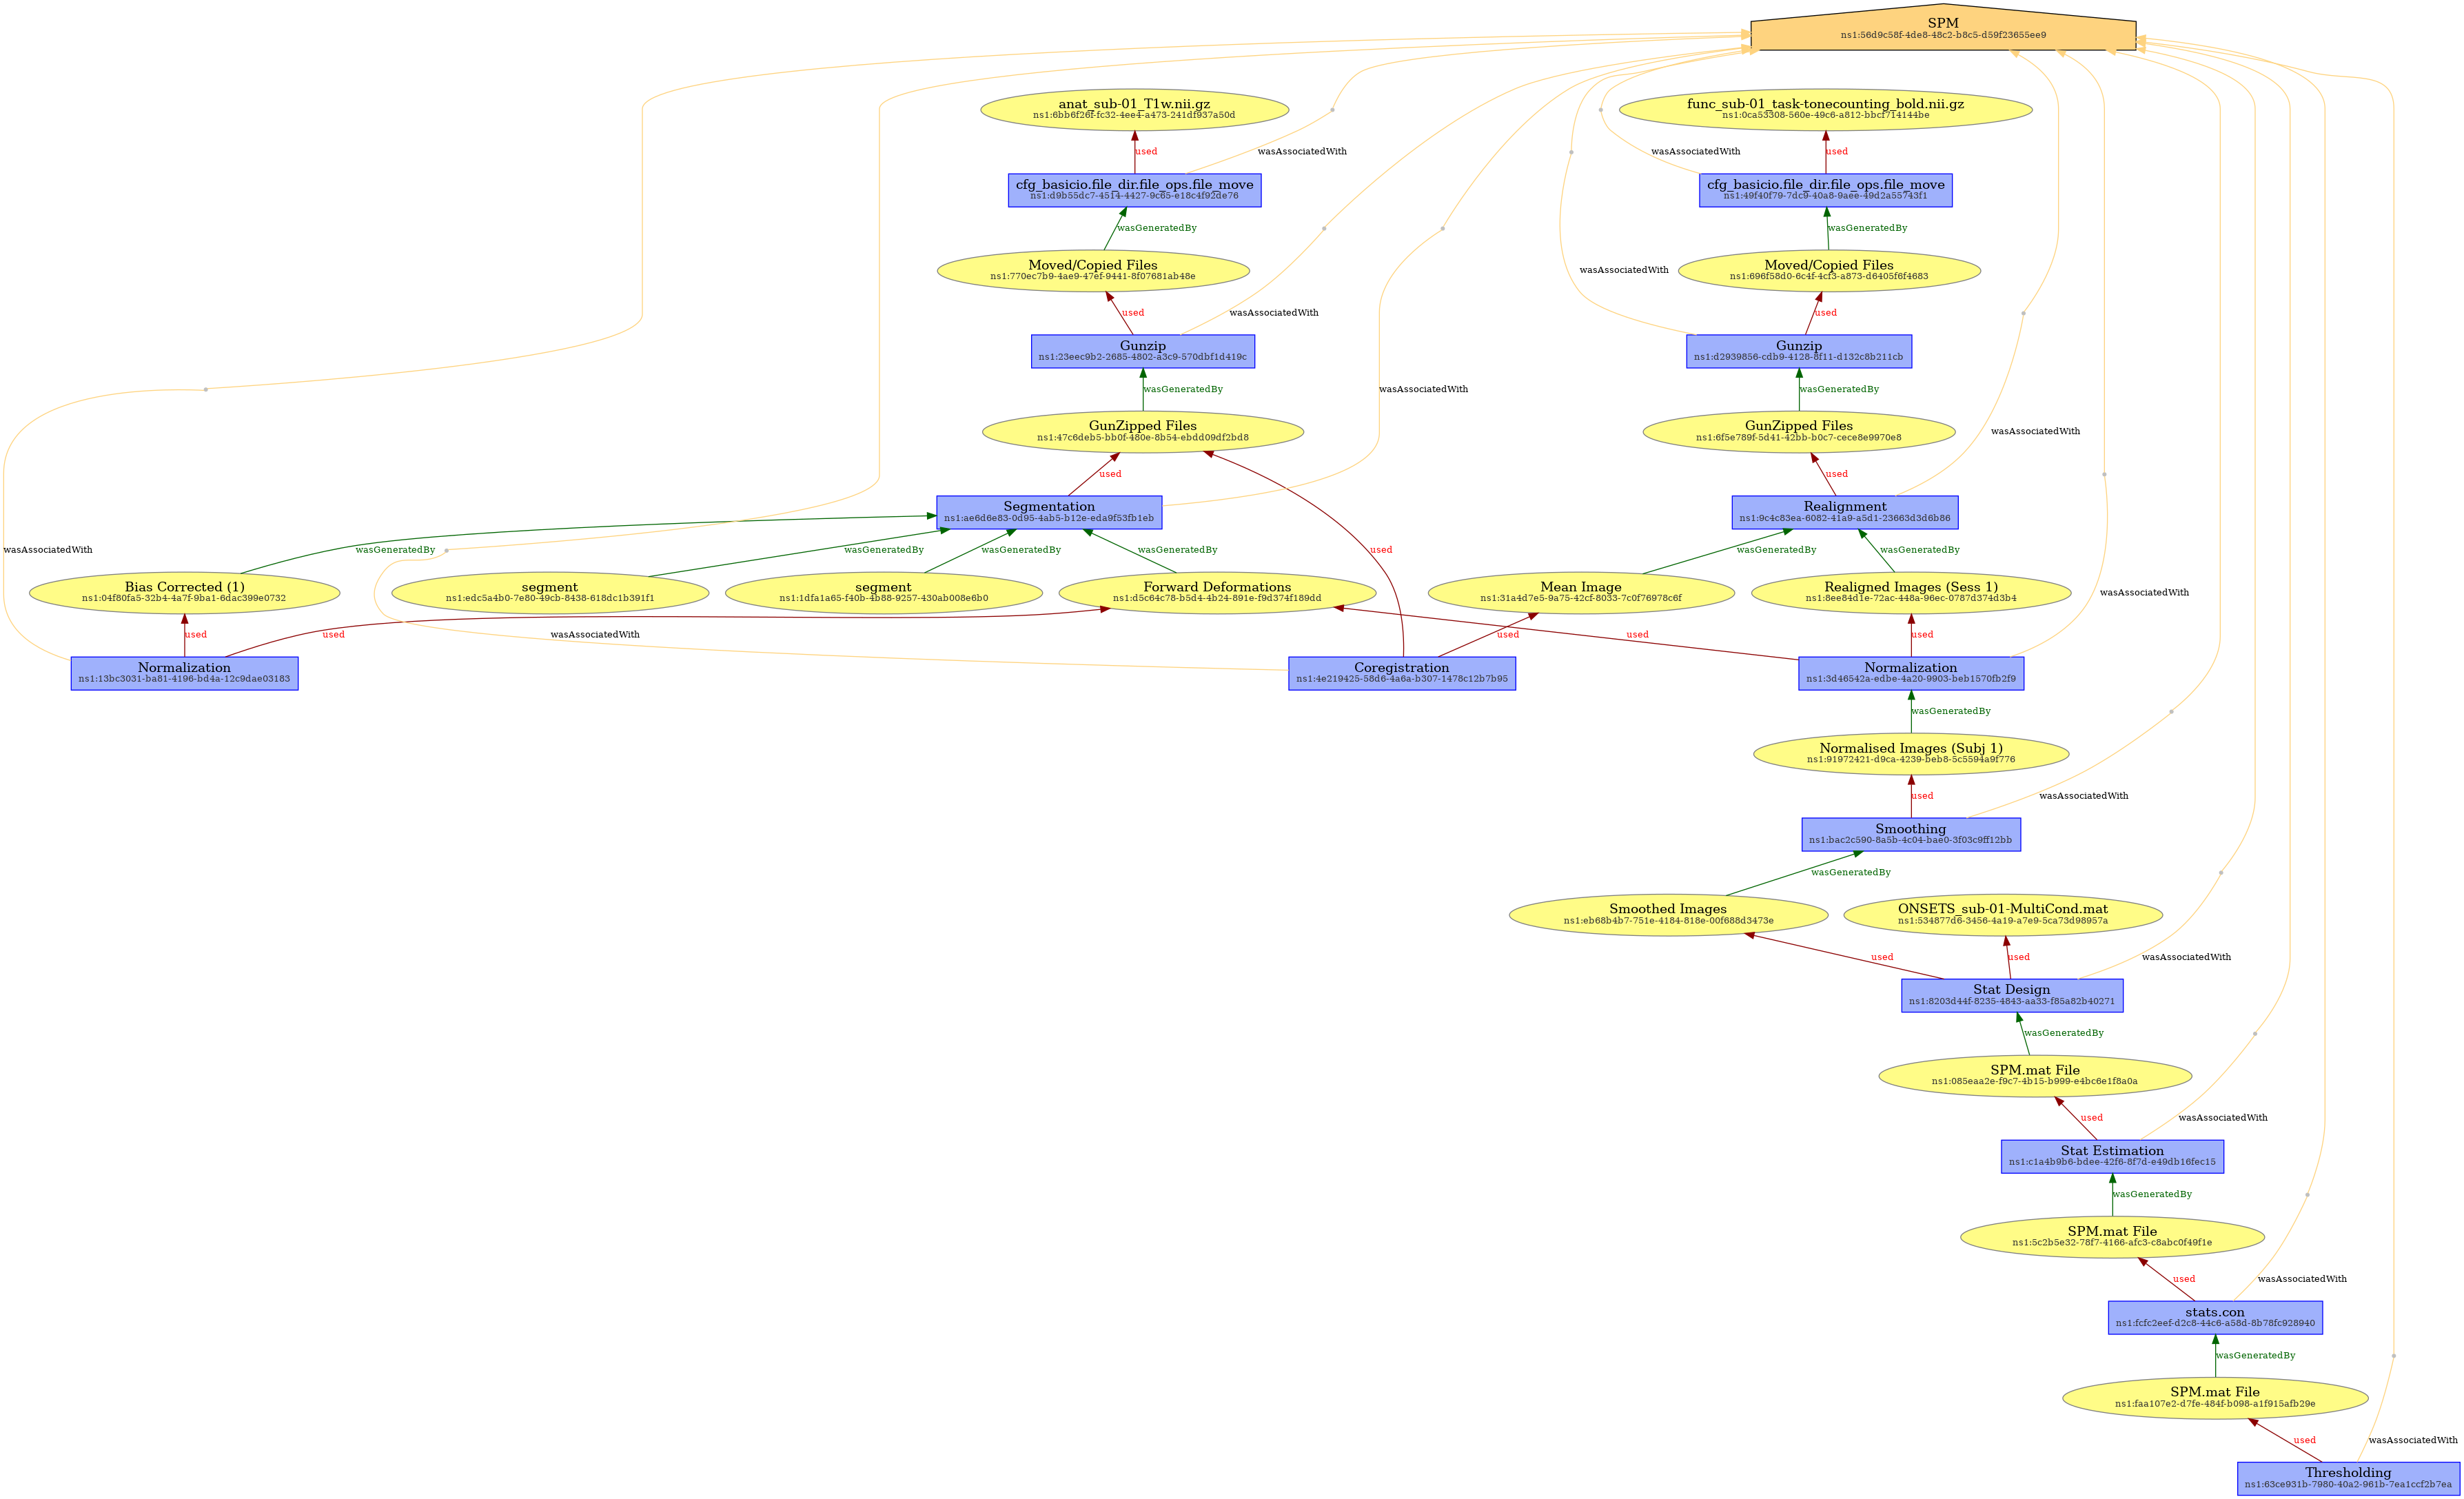 SPM
ns1:56d9c58f-4de8-48c2-b8c5-d59f23655ee9
anat_sub-01_T1w.nii.gz
ns1:6bb6f26f-fc32-4ee4-a473-241df937a50d
func_sub-01_task-tonecounting_bold.nii.gz
ns1:0ca53308-560e-49c6-a812-bbcf714144be
used
wasAssociatedWith
wasAssociatedWith
used
cfg_basicio.file_dir.file_ops.file_move
ns1:d9b55dc7-4514-4427-9c65-e18c4f92de76
cfg_basicio.file_dir.file_ops.file_move
ns1:49f40f79-7dc9-40a8-9aee-49d2a55743f1
wasGeneratedBy
wasGeneratedBy
Moved/Copied Files
ns1:770ec7b9-4ae9-47ef-9441-8f07681ab48e
wasAssociatedWith
Moved/Copied Files
ns1:696f58d0-6c4f-4cf3-a873-d6405f6f4683
used
wasAssociatedWith
used
Gunzip
ns1:23eec9b2-2685-4802-a3c9-570dbf1d419c
Gunzip
ns1:d2939856-cdb9-4128-8f11-d132c8b211cb
wasGeneratedBy
wasAssociatedWith
wasGeneratedBy
GunZipped Files
ns1:47c6deb5-bb0f-480e-8b54-ebdd09df2bd8
GunZipped Files
ns1:6f5e789f-5d41-42bb-b0c7-cece8e9970e8
wasAssociatedWith
used
used
Segmentation
ns1:ae6d6e83-0d95-4ab5-b12e-eda9f53fb1eb
Realignment
ns1:9c4c83ea-6082-41a9-a5d1-23663d3d6b86
wasAssociatedWith
wasGeneratedBy
wasGeneratedBy
wasGeneratedBy
wasGeneratedBy
used
wasGeneratedBy
wasGeneratedBy
Bias Corrected (1)
ns1:04f80fa5-32b4-4a7f-9ba1-6dac399e0732
segment
ns1:edc5a4b0-7e80-49cb-8438-618dc1b391f1
segment
ns1:1dfa1a65-f40b-4b88-9257-430ab008e6b0
Forward Deformations
ns1:d5c64c78-b5d4-4b24-891e-f9d374f189dd
Mean Image
ns1:31a4d7e5-9a75-42cf-8033-7c0f76978c6f
Realigned Images (Sess 1)
ns1:8ee84d1e-72ac-448a-96ec-0787d374d3b4
wasAssociatedWith
used
used
wasAssociatedWith
used
used
used
Normalization
ns1:13bc3031-ba81-4196-bd4a-12c9dae03183
Coregistration
ns1:4e219425-58d6-4a6a-b307-1478c12b7b95
Normalization
ns1:3d46542a-edbe-4a20-9903-beb1570fb2f9
wasGeneratedBy
Normalised Images (Subj 1)
ns1:91972421-d9ca-4239-beb8-5c5594a9f776
used
wasAssociatedWith
Smoothing
ns1:bac2c590-8a5b-4c04-bae0-3f03c9ff12bb
wasGeneratedBy
Smoothed Images
ns1:eb68b4b7-751e-4184-818e-00f688d3473e
ONSETS_sub-01-MultiCond.mat
ns1:534877d6-3456-4a19-a7e9-5ca73d98957a
used
used
wasAssociatedWith
Stat Design
ns1:8203d44f-8235-4843-aa33-f85a82b40271
wasGeneratedBy
SPM.mat File
ns1:085eaa2e-f9c7-4b15-b999-e4bc6e1f8a0a
used
wasAssociatedWith
Stat Estimation
ns1:c1a4b9b6-bdee-42f6-8f7d-e49db16fec15
wasGeneratedBy
SPM.mat File
ns1:5c2b5e32-78f7-4166-afc3-c8abc0f49f1e
used
wasAssociatedWith
stats.con
ns1:fcfc2eef-d2c8-44c6-a58d-8b78fc928940
wasGeneratedBy
SPM.mat File
ns1:faa107e2-d7fe-484f-b098-a1f915afb29e
used
wasAssociatedWith
Thresholding
ns1:63ce931b-7980-40a2-961b-7ea1ccf2b7ea